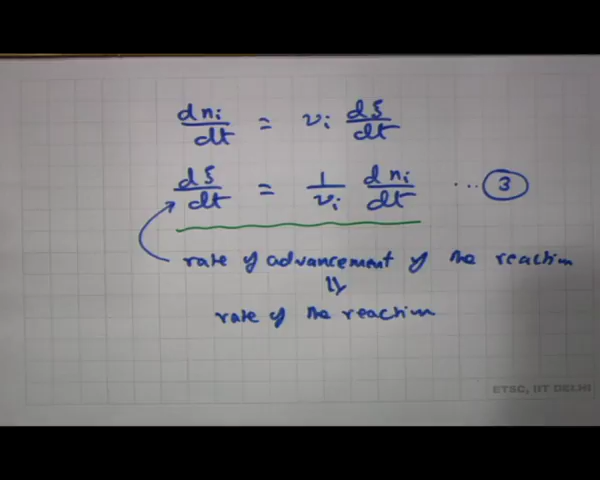 dnᵢ/dt = νᵢ dξ/dt
dξ/dt = 1/νᵢ dnᵢ/dt ... 3
rate of advancement of the reaction
⇓
rate of the reaction
ETSC, IIT DELHI